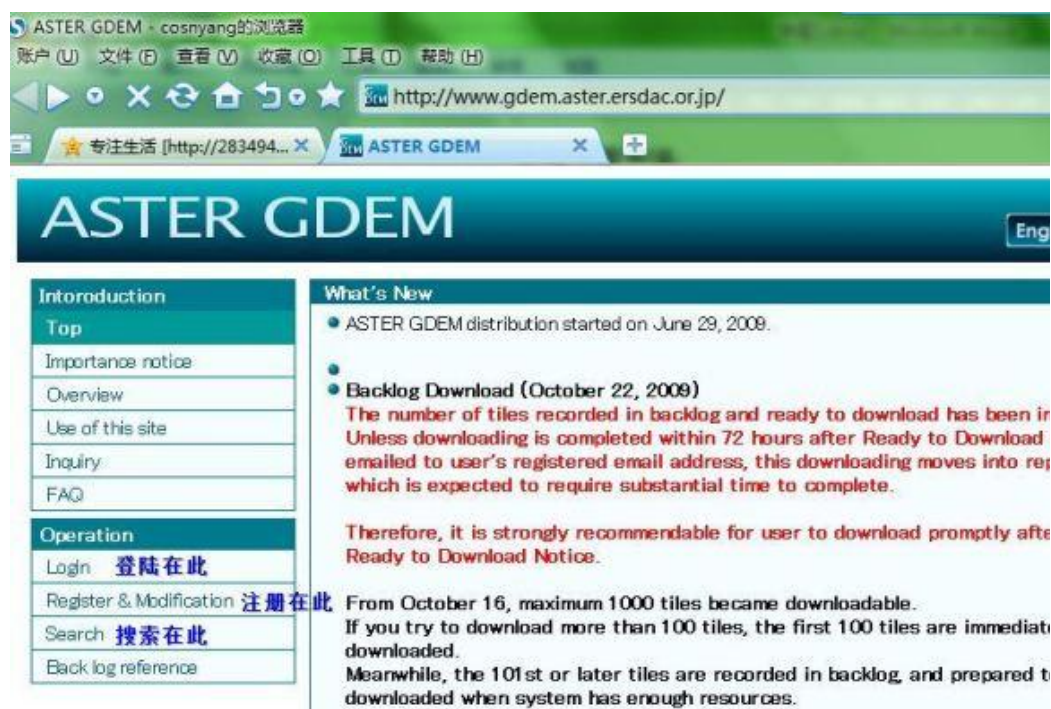 ASTER GDEM - cosnyang的浏览器
账户(U) 文件(F) 查看(V) 收藏(O) 工具(T) 帮助(H)
http://www.gdem.aster.ersdac.or.jp/
专注生活 [http://283494...
ASTER GDEM
ASTER GDEM
Eng
Intoroduction
Top
Importance notice
Overview
Use of this site
Inquiry
FAQ
Operation
Login 登陆在此
Register & Modification 注册在此
Search 搜索在此
Back log reference
What's New
ASTER GDEM distribution started on June 29, 2009.
Backlog Download (October 22, 2009)
The number of tiles recorded in backlog and ready to download has been in
Unless downloading is completed within 72 hours after Ready to Download
emailed to user's registered email address, this downloading moves into rep
which is expected to require substantial time to complete.
Therefore, it is strongly recommendable for user to download promptly afte
Ready to Download Notice.
From October 16, maximum 1000 tiles became downloadable.
If you try to download more than 100 tiles, the first 100 tiles are immediate
downloaded.
Meanwhile, the 101st or later tiles are recorded in backlog, and prepared t
downloaded when system has enough resources.